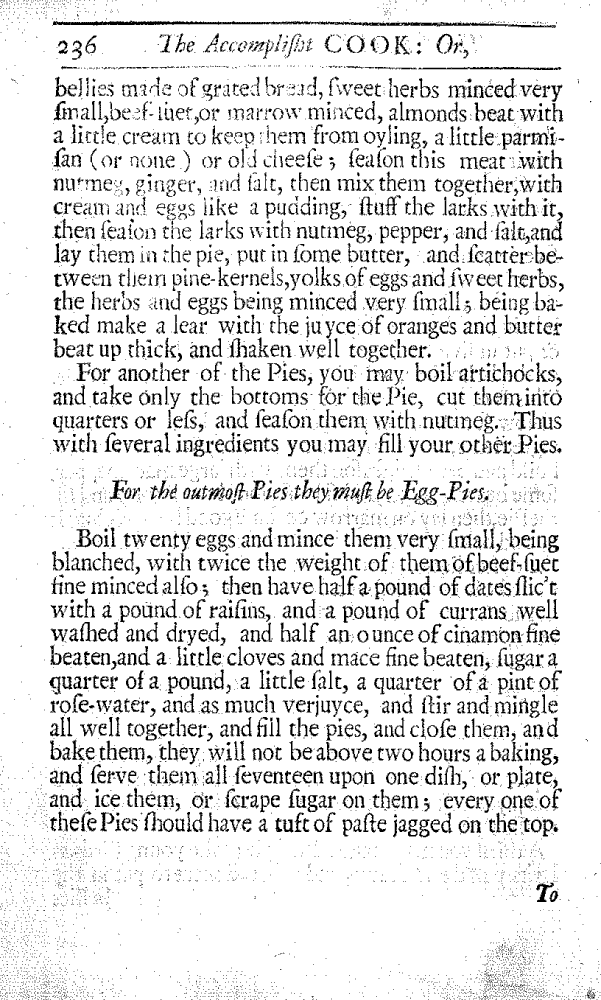 236 The Accomplisht COOK: Or,
bellies made of grated bread, ſweet herbs minced very
ſmall,beef-ſuet,or marrow minced, almonds beat with
a little cream to keep them from oyling, a little parmi-
ſan (or none.) or old cheeſe; ſeaſon this meat with
nutmeg, ginger, and ſalt, then mix them together,with
cream and eggs like a pudding, ſtuff the larks with it,
then ſeaſon the larks with nutmeg, pepper, and ſalt,and
lay them in the pie, put in ſome butter, and ſcatter be-
tween them pine-kernels,yolks of eggs and ſweet herbs,
the herbs and eggs being minced very ſmall; being ba-
ked make a lear with the juyce of oranges and butter
beat up thick, and ſhaken well together.
For another of the Pies, you may boil artichocks,
and take only the bottoms for the Pie, cut them into
quarters or leſs, and ſeaſon them with nutmeg. Thus
with ſeveral ingredients you may fill your other Pies.
For the outmoſt Pies they muſt be Egg-Pies.
Boil twenty eggs and mince them very ſmall, being
blanched, with twice the weight of them of beef-ſuet
fine minced alſo; then have half a pound of dates ſlic't
with a pound of raiſins, and a pound of currans well
waſhed and dryed, and half an ounce of cinamon fine
beaten,and a little cloves and mace fine beaten, ſugar a
quarter of a pound, a little ſalt, a quarter of a pint of
roſe-water, and as much verjuyce, and ſtir and mingle
all well together, and fill the pies, and cloſe them, and
bake them, they will not be above two hours a baking,
and ſerve them all ſeventeen upon one diſh, or plate,
and ice them, or ſcrape ſugar on them; every one of
theſe Pies ſhould have a tuft of paſte jagged on the top.
To